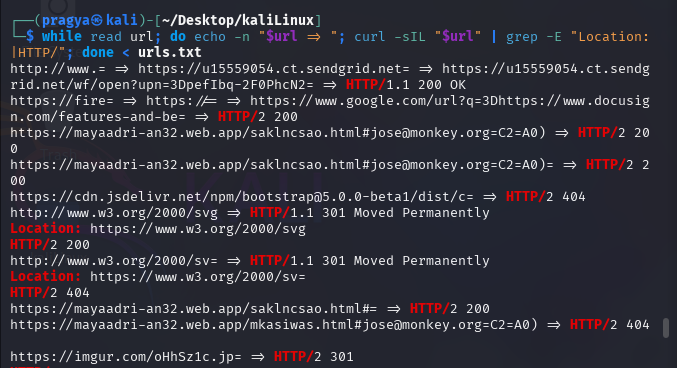 ┌──(pragya㉿kali)-[~/Desktop/kaliLinux]
└─$ while read url; do echo -n "$url => "; curl -sIL "$url" | grep -E "Location:
|HTTP/"; done < urls.txt
http://www.= => https://u15559054.ct.sendgrid.net= => https://u15559054.ct.sendg
rid.net/wf/open?upn=3DpefIbq-2F0PhcN2= => HTTP/1.1 200 OK
https://fire= => https://= => https://www.google.com/url?q=3Dhttps://www.docusig
n.com/features-and-be= => HTTP/2 200
https://mayaadri-an32.web.app/saklncsao.html#jose@monkey.org=C2=A0) => HTTP/2 20
0
https://mayaadri-an32.web.app/saklncsao.html#jose@monkey.org=C2=A0)= => HTTP/2 2
00
https://cdn.jsdelivr.net/npm/bootstrap@5.0.0-beta1/dist/c= => HTTP/2 404
http://www.w3.org/2000/svg => HTTP/1.1 301 Moved Permanently
Location: https://www.w3.org/2000/svg
HTTP/2 200
http://www.w3.org/2000/sv= => HTTP/1.1 301 Moved Permanently
Location: https://www.w3.org/2000/sv=
HTTP/2 404
https://mayaadri-an32.web.app/saklncsao.html#= => HTTP/2 200
https://mayaadri-an32.web.app/mkasiwas.html#jose@monkey.org=C2=A0) => HTTP/2 404
https://imgur.com/oHhSz1c.jp= => HTTP/2 301